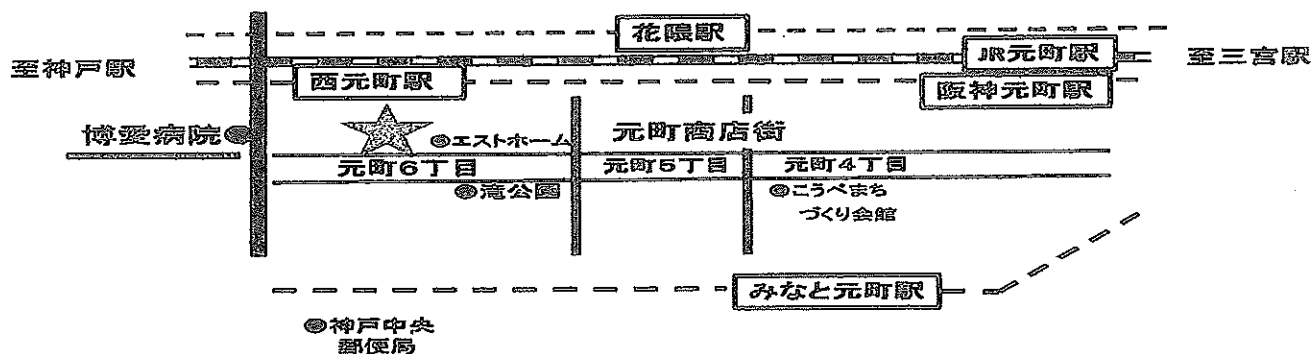 花隈駅
JR元町駅
至神戸駅
至三宮駅
西元町駅
阪神元町駅
博愛病院
エストホーム
元町商店街
元町6丁目
元町5丁目
元町4丁目
滝公園
こうべまち
づくり会館
みなと元町駅
神戸中央
郵便局